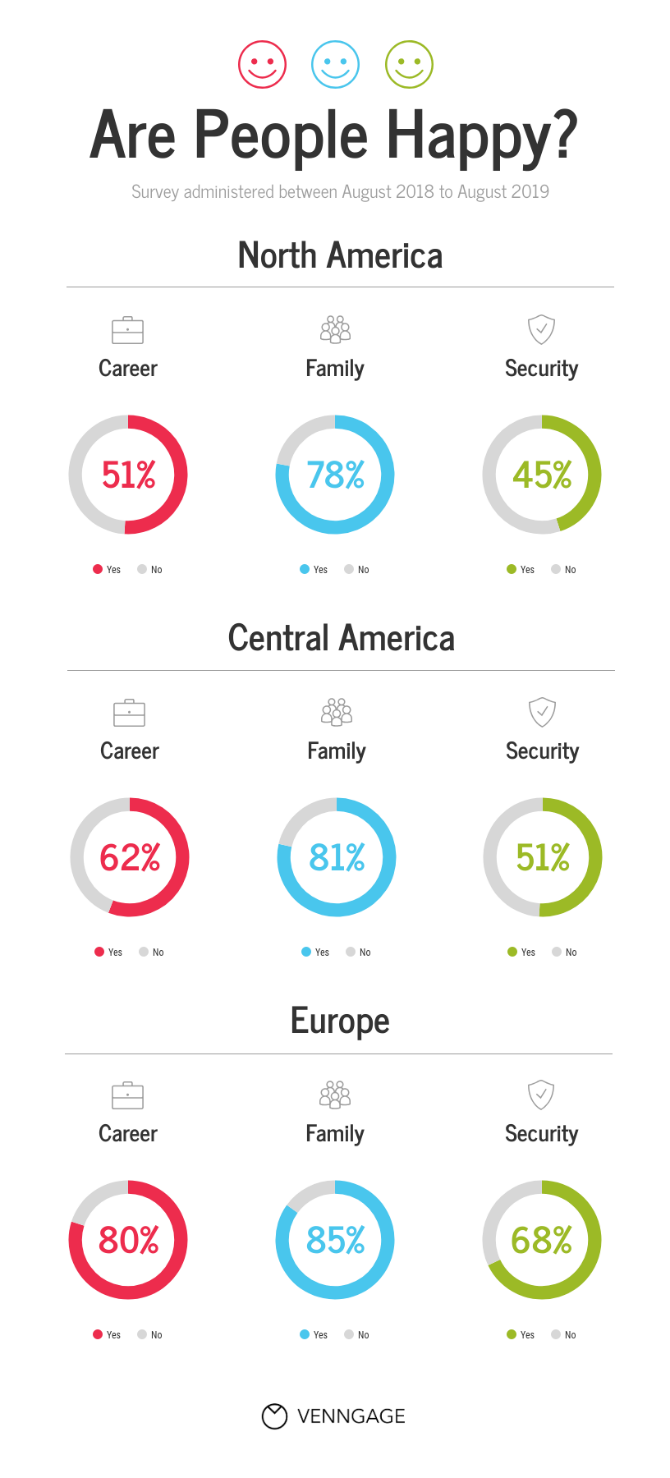 Are People Happy?
Survey administered between August 2018 to August 2019
North America
Career Family Security
51% 78% 45%
Yes No Yes No Yes No
Central America
Career Family Security
62% 81% 51%
Yes No Yes No Yes No
Europe
Career Family Security
80% 85% 68%
Yes No Yes No Yes No
VENNGAGE